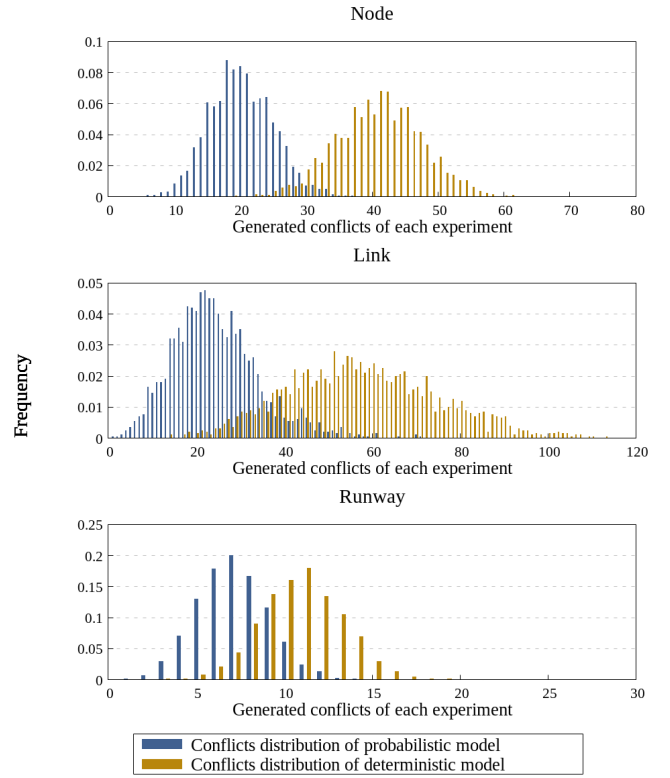 Node
0.1
0.08
0.06
0.04
0.02
0
0 10 20 30 40 50 60 70 80
Generated conflicts of each experiment
Link
0.05
0.04
0.03
0.02
0.01
0
0 20 40 60 80 100 120
Generated conflicts of each experiment
Frequency
Runway
0.25
0.2
0.15
0.1
0.05
0
0 5 10 15 20 25 30
Generated conflicts of each experiment
Conflicts distribution of probabilistic model
Conflicts distribution of deterministic model